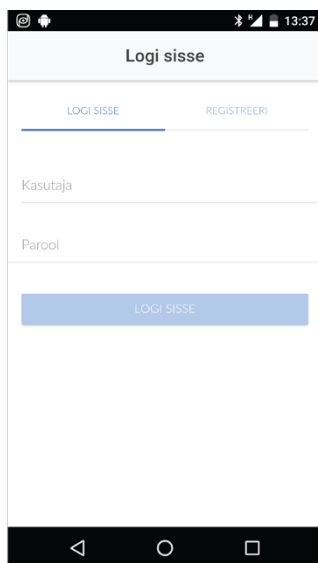 H 13:37
Logi sisse
LOGI SISSE REGISTREERI
Kasutaja
Parool
LOGI SISSE